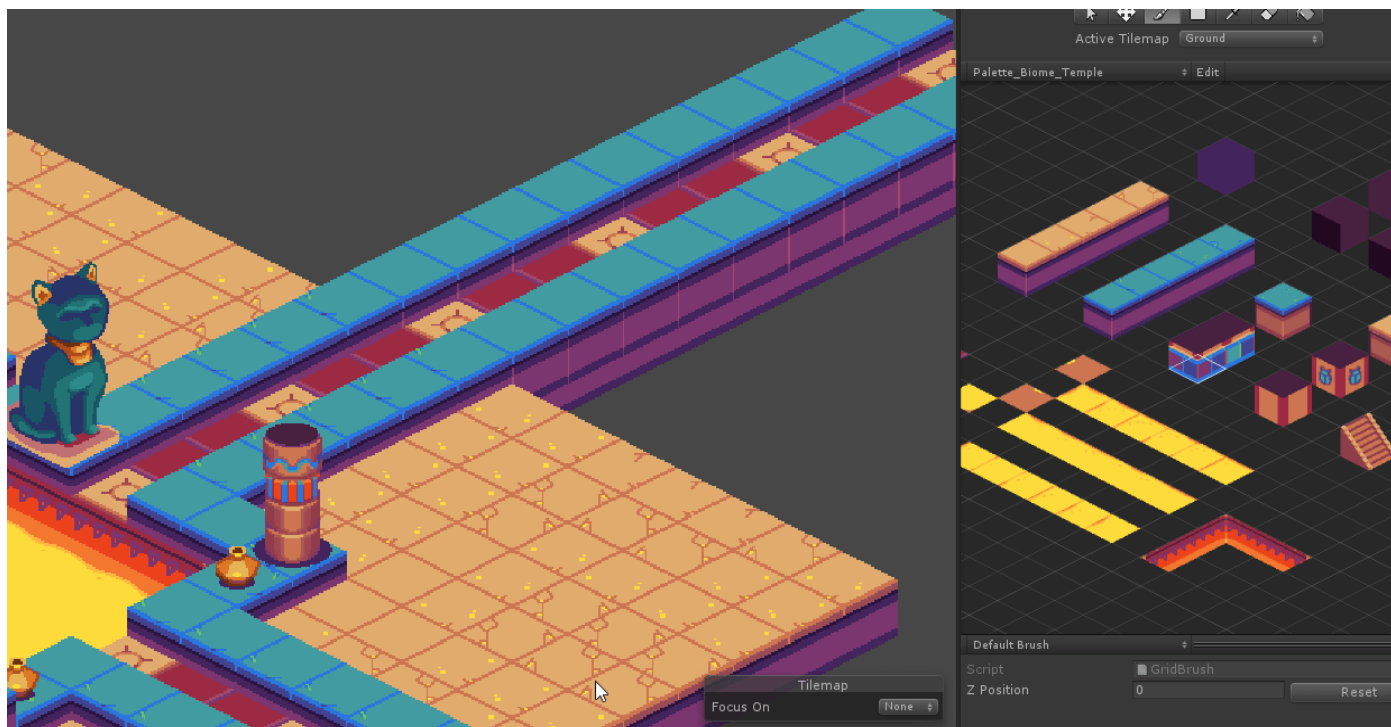 Active Tilemap Ground
Palette_Biome_Temple Edit
Default Brush
Script GridBrush
Z Position 0 Reset
Tilemap
Focus On None